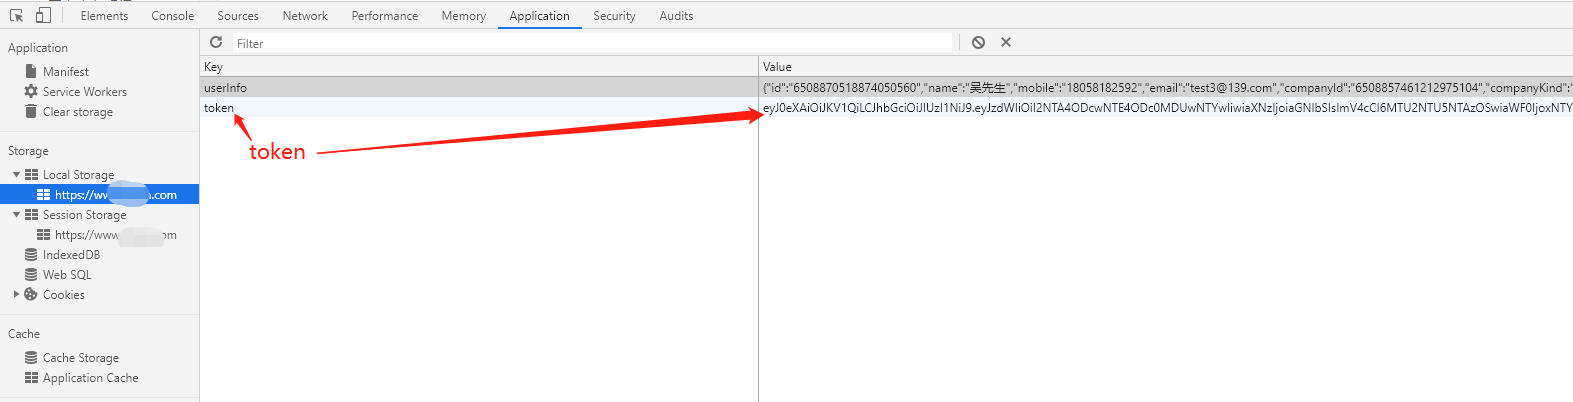 Elements Console Sources Network Performance Memory Application Security Audits
Application
Manifest
Service Workers
Clear storage
Storage
Local Storage
https://ww .com
Session Storage
https://www. om
IndexedDB
Web SQL
Cookies
Cache
Cache Storage
Application Cache
Filter
Key Value
userInfo {"id":"6508870518874050560","name":"吴先生","mobile":"18058182592","email":"test3@139.com","companyId":"6508857461212975104","companyKind":"
token eyJ0eXAiOiJKV1QiLCJhbGciOiJIUzI1NiJ9.eyJzdWIiOiI2NTA4ODcwNTE4ODc0MDUwNTYwIiwiaXNzIjoiaGNlbSIsImV4cCI6MTU2NTU5NTAzOSwiaWF0IjoxNTY
token